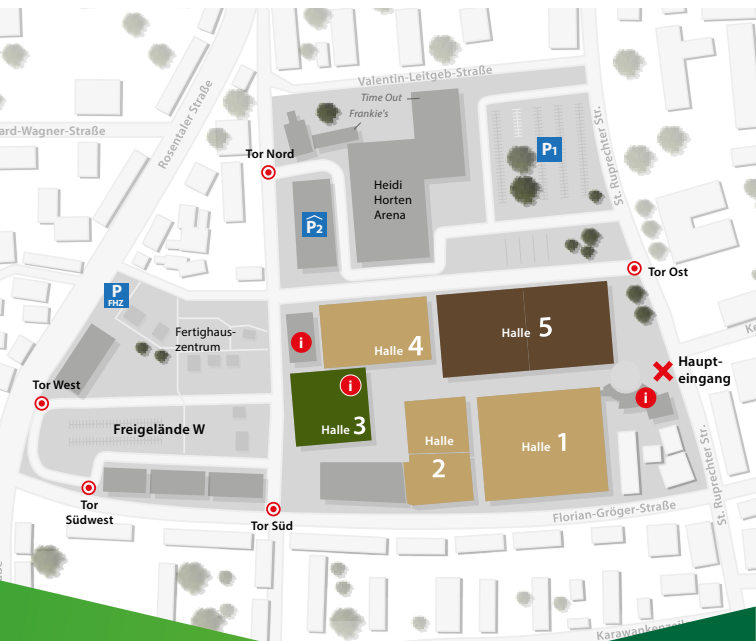 Valentin-Leitgeb-Straße
Time Out
Frankie's
ard-Wagner-Straße
Rosentaler Straße
St. Ruprechter Str.
Tor Nord
P1
Heidi
Horten
Arena
P2
Tor Ost
P
FHZ
i
Fertighaus-
zentrum
Halle 4
Halle 5
Haupt-
eingang
i
Tor West
i
Halle 3
Freigelände W
Halle
2
Halle 1
St. Ruprechter Str.
Tor
Südwest
Tor Süd
Florian-Gröger-Straße